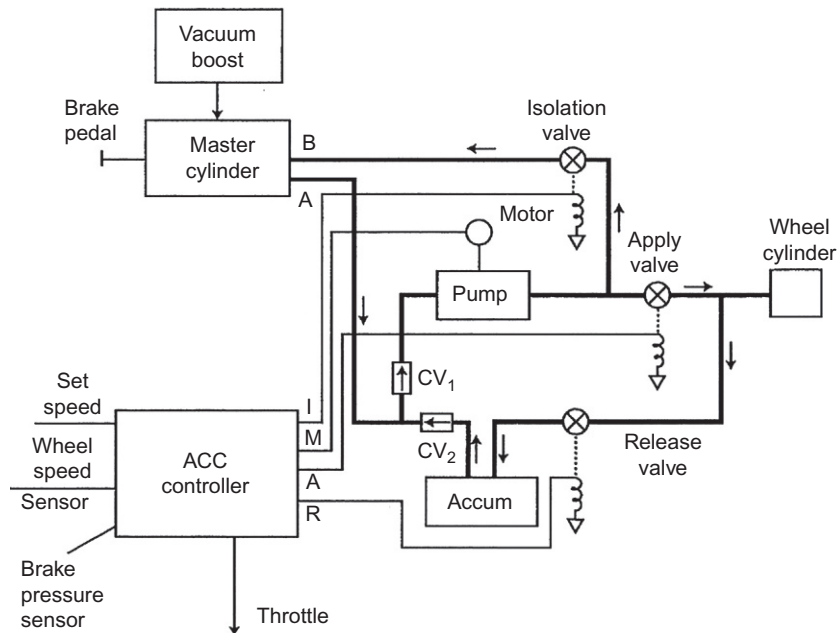 Vacuum
boost
Brake
pedal
Master
cylinder
B
A
Isolation
valve
Motor
Apply
valve
Wheel
cylinder
Pump
CV1
CV2
Set
speed
Wheel
speed
Sensor
Brake
pressure
sensor
ACC
controller
I
M
A
R
Accum
Release
valve
Throttle